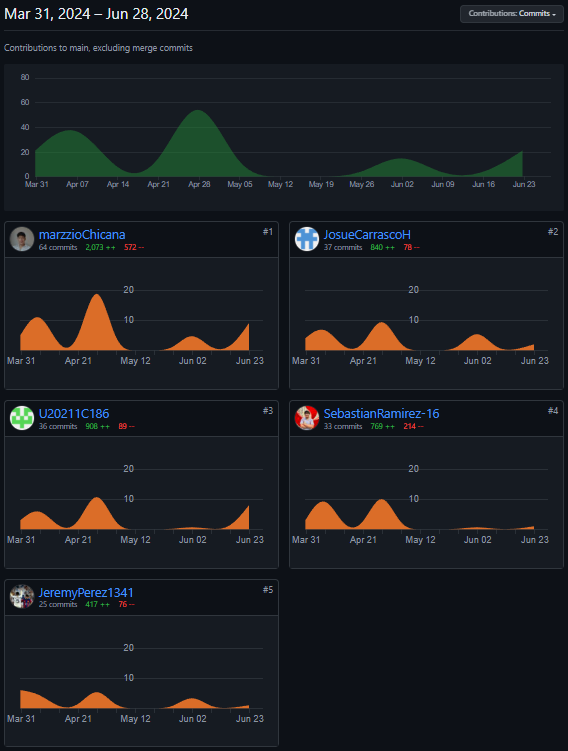 Mar 31, 2024 – Jun 28, 2024
Contributions: Commits
Contributions to main, excluding merge commits
80
60
40
20
0
Mar 31 Apr 07 Apr 14 Apr 21 Apr 28 May 05 May 12 May 19 May 26 Jun 02 Jun 09 Jun 16 Jun 23
marzzioChicana #1
64 commits 2,073 ++ 572 --
20
10
Mar 31 Apr 21 May 12 Jun 02 Jun 23
JosueCarrascoH #2
37 commits 840 ++ 78 --
20
10
Mar 31 Apr 21 May 12 Jun 02 Jun 23
U20211C186 #3
36 commits 908 ++ 89 --
20
10
Mar 31 Apr 21 May 12 Jun 02 Jun 23
SebastianRamirez-16 #4
33 commits 769 ++ 214 --
20
10
Mar 31 Apr 21 May 12 Jun 02 Jun 23
JeremyPerez1341 #5
25 commits 417 ++ 76 --
20
10
Mar 31 Apr 21 May 12 Jun 02 Jun 23